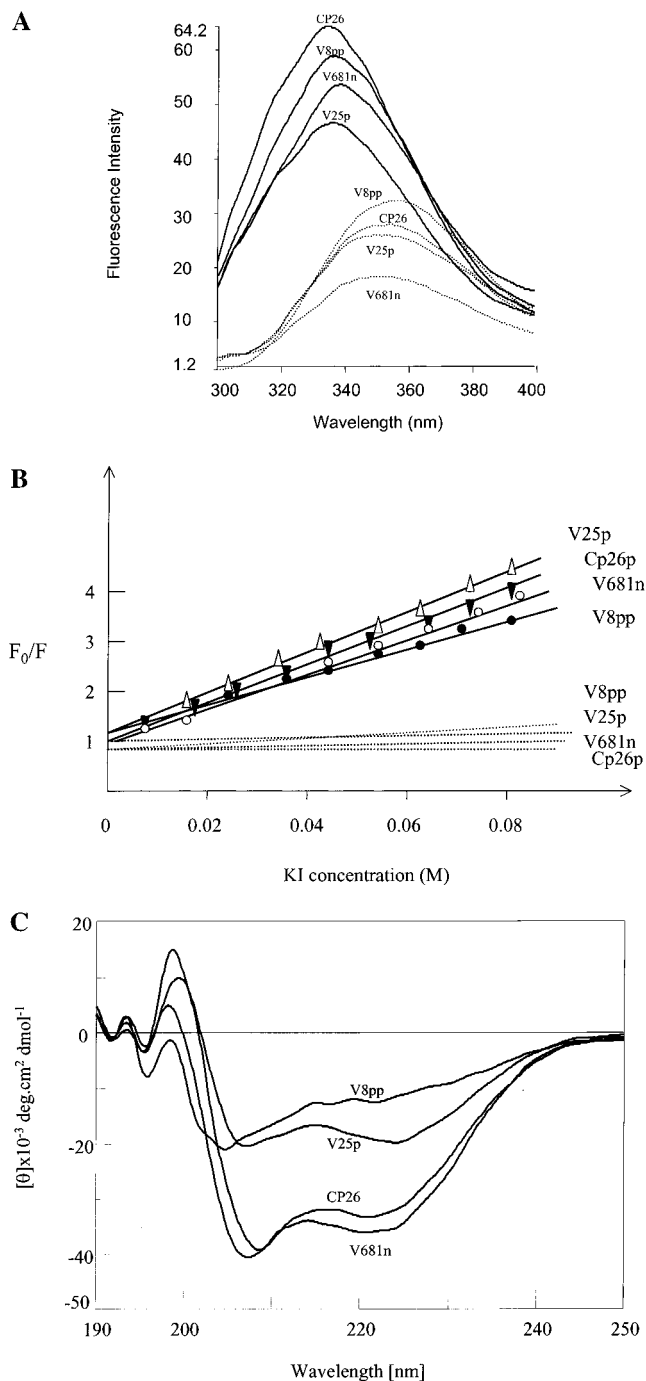 A
64.2
60
50
40
30
20
10
1.2
Fluorescence Intensity
CP26
V8pp
V681n
V25p
V8pp
CP26
V25p
V681n
300 320 340 360 380 400
Wavelength (nm)
B
F0/F
4
3
2
1
V25p
Cp26p
V681n
V8pp
V8pp
V25p
V681n
Cp26p
0 0.02 0.04 0.06 0.08
KI concentration (M)
C
20
0
-20
-40
-50
[θ]x10-3 deg.cm2 dmol]-1
V8pp
V25p
CP26
V681n
190 200 220 240 250
Wavelength [nm]